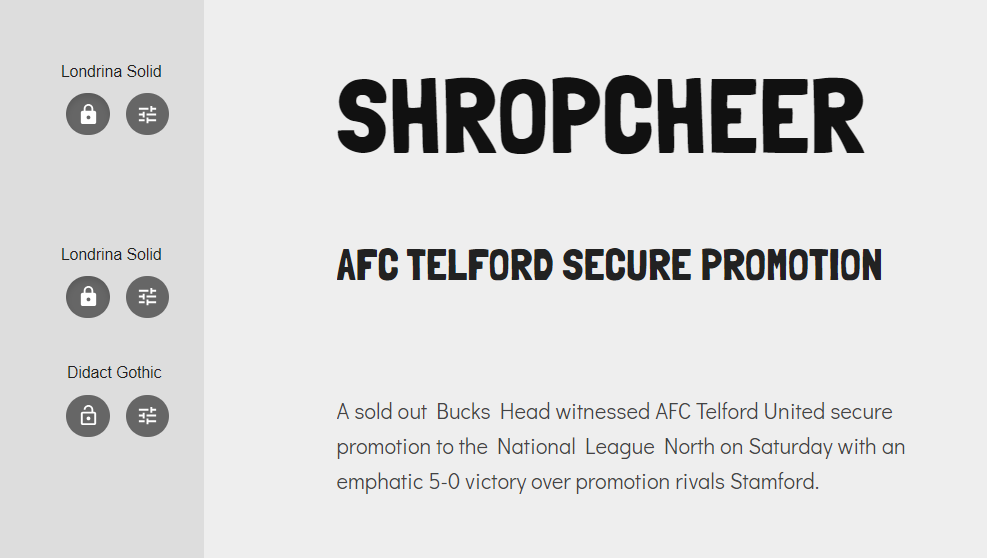 Londrina Solid
SHROPCHEER
Londrina Solid
AFC TELFORD SECURE PROMOTION
Didact Gothic
A sold out Bucks Head witnessed AFC Telford United secure
promotion to the National League North on Saturday with an
emphatic 5-0 victory over promotion rivals Stamford.